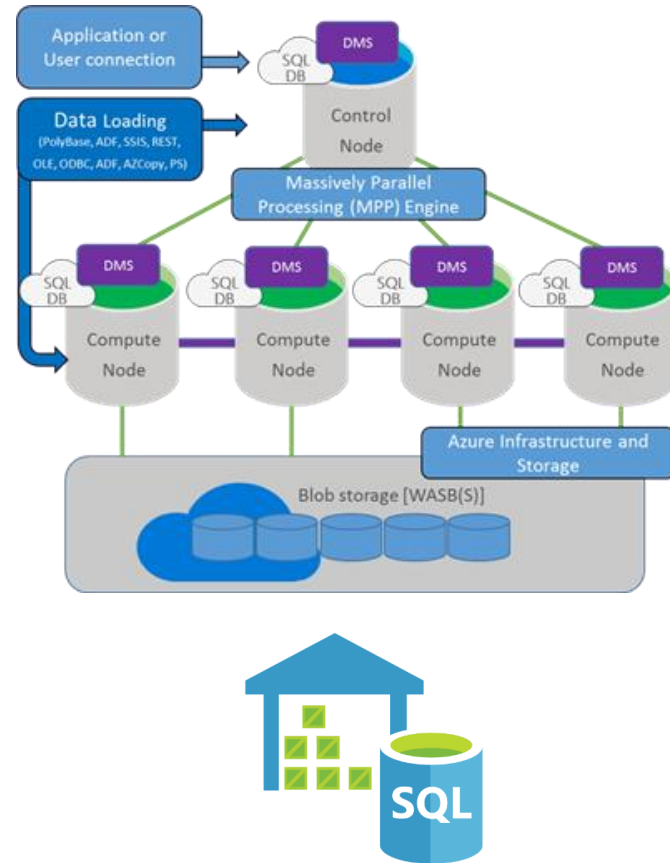 Application or
User connection
SQL
DB
DMS
Control
Node
Data Loading
(PolyBase, ADF, SSIS, REST,
OLE, ODBC, ADF, AZCopy, PS)
Massively Parallel
Processing (MPP) Engine
SQL
DB
DMS
Compute
Node
SQL
DB
DMS
Compute
Node
SQL
DB
DMS
Compute
Node
SQL
DB
DMS
Compute
Node
Azure Infrastructure and
Storage
Blob storage [WASB(S)]
SQL